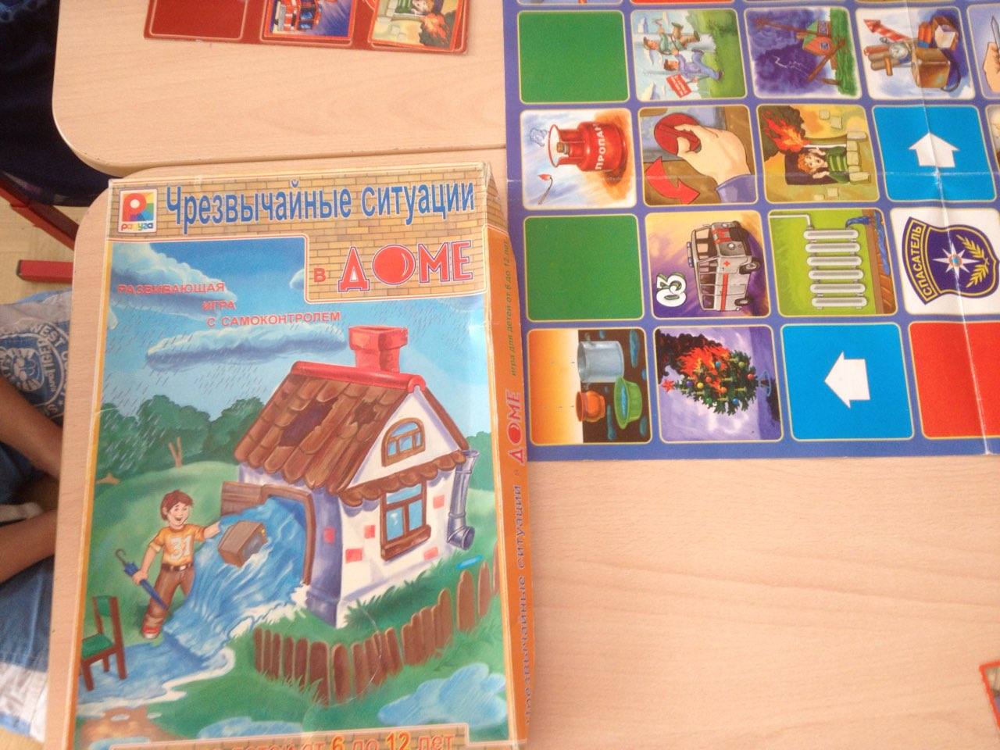 радуга
Чрезвычайные ситуации
в ДОМЕ
РАЗВИВАЮЩАЯ
ИГРА
С САМОКОНТРОЛЕМ
31
детей от 6 до 12 лет
Чрезвычайные ситуации в ДОМЕ игра для детей от 6 до 12 лет
ПРОПАН
03
СПАСАТЕЛЬ